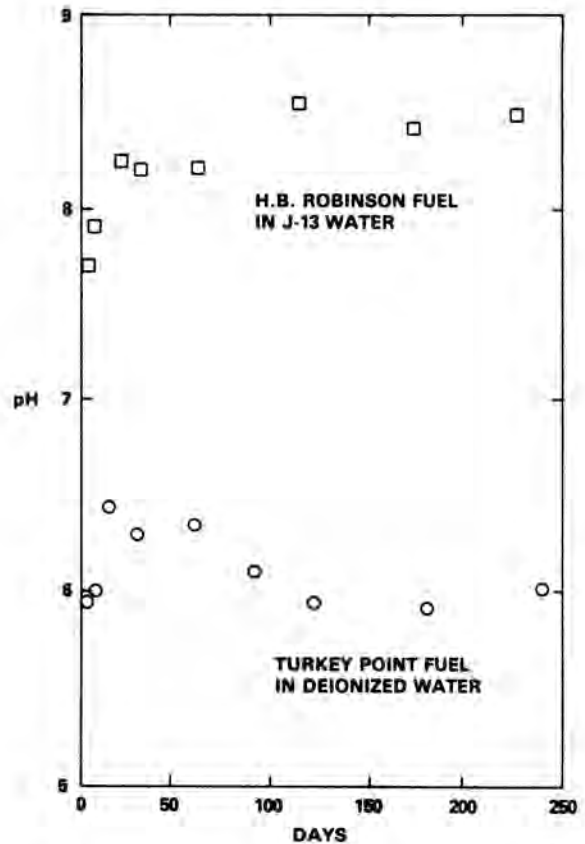 9
8
7
6
5
pH
H.B. ROBINSON FUEL
IN J-13 WATER
TURKEY POINT FUEL
IN DEIONIZED WATER
0 50 100 150 200 250
DAYS